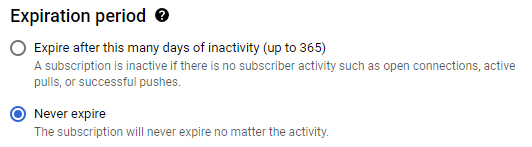 Expiration period ?
Expire after this many days of inactivity (up to 365)
A subscription is inactive if there is no subscriber activity such as open connections, active
pulls, or successful pushes.
Never expire
The subscription will never expire no matter the activity.